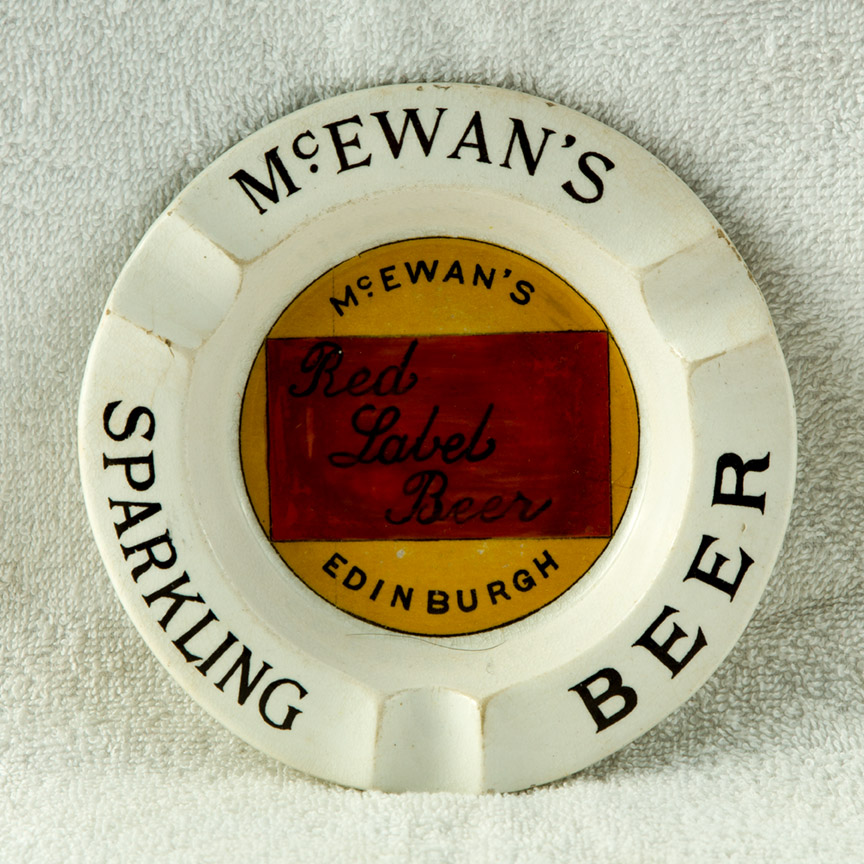 McEWAN'S
SPARKLING
BEER
McEWAN'S
Red
Label
Beer
EDINBURGH